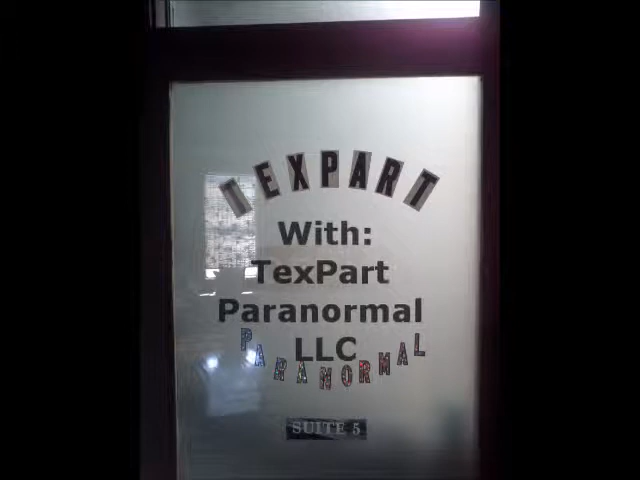 TEXPART
With:
TexPart
Paranormal
LLC
PARANORMAL
SUITE 5